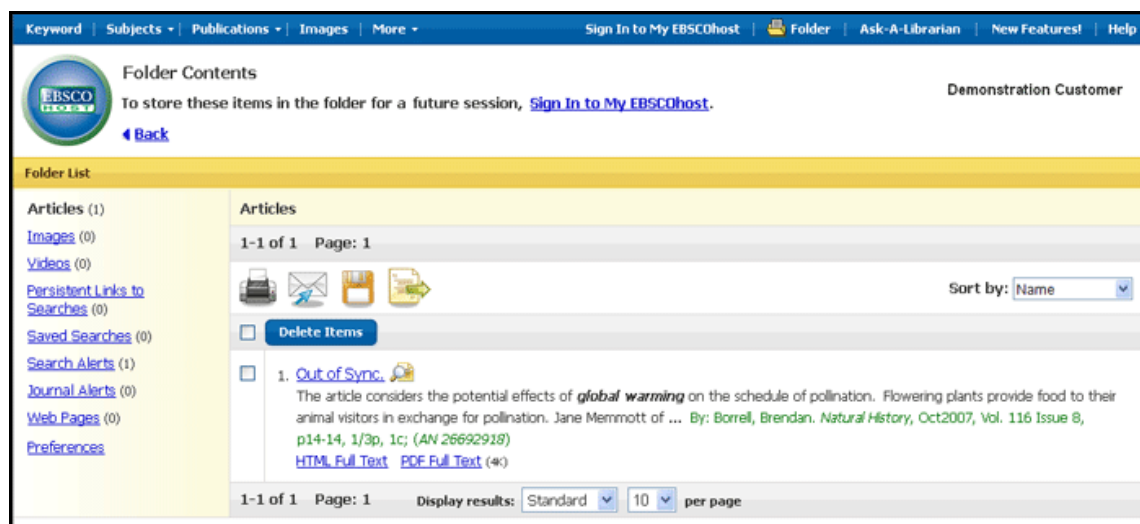 Keyword | Subjects | Publications | Images | More
Sign In to My EBSCOhost | Folder | Ask-A-Librarian | New Features! | Help
EBSCO
HOST
Folder Contents
To store these items in the folder for a future session, Sign In to My EBSCOhost.
Back
Demonstration Customer
Folder List
Articles (1)
Images (0)
Videos (0)
Persistent Links to
Searches (0)
Saved Searches (0)
Search Alerts (1)
Journal Alerts (0)
Web Pages (0)
Preferences
Articles
1-1 of 1 Page: 1
Sort by: Name
Delete Items
1. Out of Sync.
The article considers the potential effects of global warming on the schedule of pollination. Flowering plants provide food to their
animal visitors in exchange for pollination. Jane Memmott of ... By: Borrell, Brendan. Natural History, Oct2007, Vol. 116 Issue 8,
p14-14, 1/3p, 1c; (AN 26692918)
HTML Full Text PDF Full Text (4K)
1-1 of 1 Page: 1 Display results: Standard 10 per page